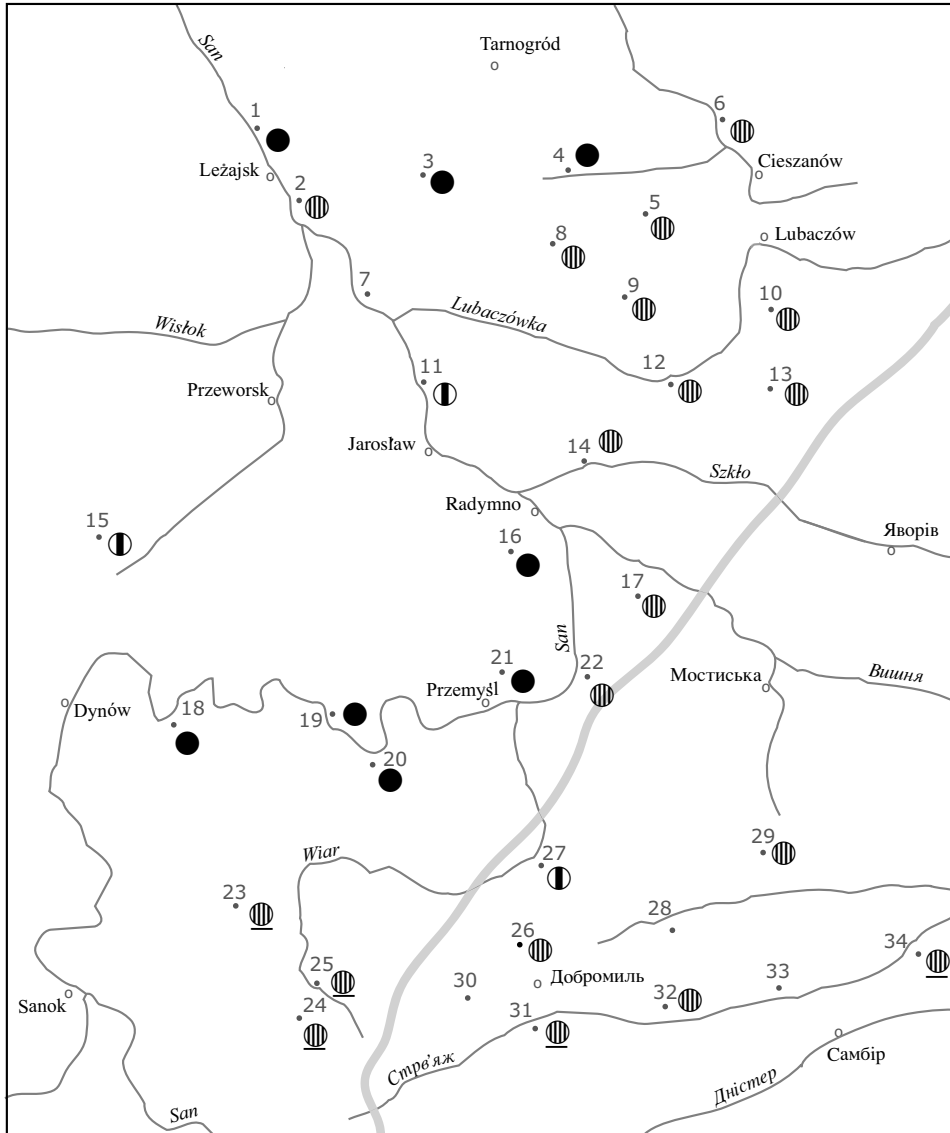 San
Tarnogród
1
6
3
4
Leżajsk
Cieszanów
2
5
8
Lubaczów
7
9
10
Wisłok
Lubaczówka
11
12
13
Przeworsk
Jarosław
14
Szkło
Radymno
15
16
Яворів
17
San
21
22
Przemyśl
Мостиська
Вишня
Dynów
18
19
20
Wiar
27
29
23
28
26
34
25
30
Добромиль
33
Sanok
24
32
31
Стрв’яж
Самбір
Дністер
San